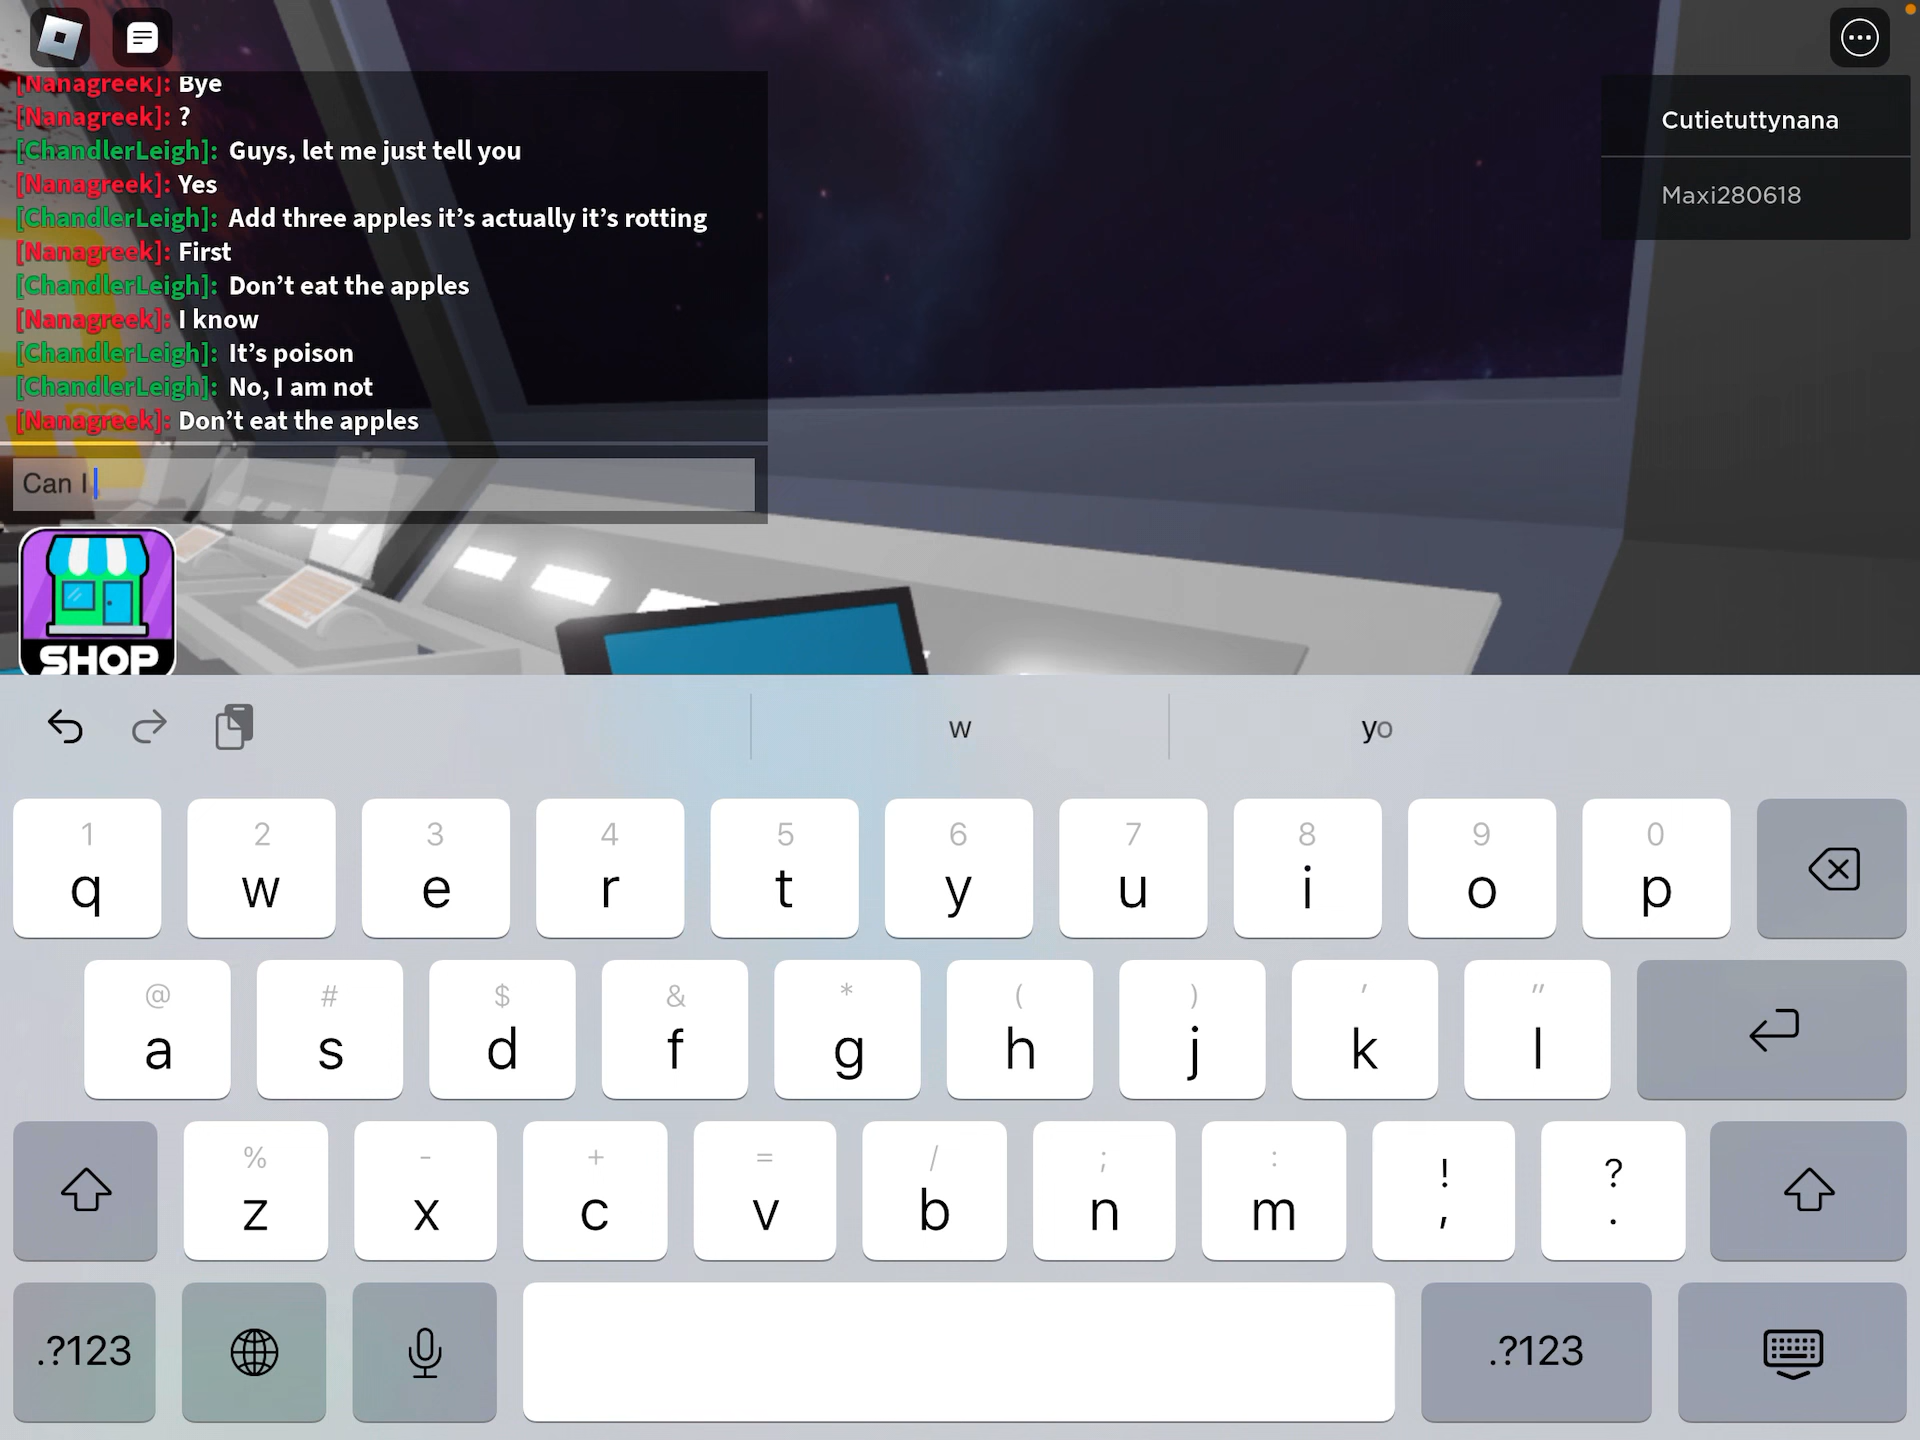 [Nanagreek]: Bye
[Nanagreek]: ?
[ChandlerLeigh]: Guys, let me just tell you
[Nanagreek]: Yes
[ChandlerLeigh]: Add three apples it’s actually it’s rotting
[Nanagreek]: First
[ChandlerLeigh]: Don’t eat the apples
[Nanagreek]: I know
[ChandlerLeigh]: It’s poison
[ChandlerLeigh]: No, I am not
[Nanagreek]: Don’t eat the apples
Can I
Cutietuttynana
Maxi280618
SHOP
w yo
1 2 3 4 5 6 7 8 9 0
q w e r t y u i o p
@ # $ & * ( ) ' "
a s d f g h j k l
% - + = / ; : ! ?
z x c v b n m , .
.?123 .?123